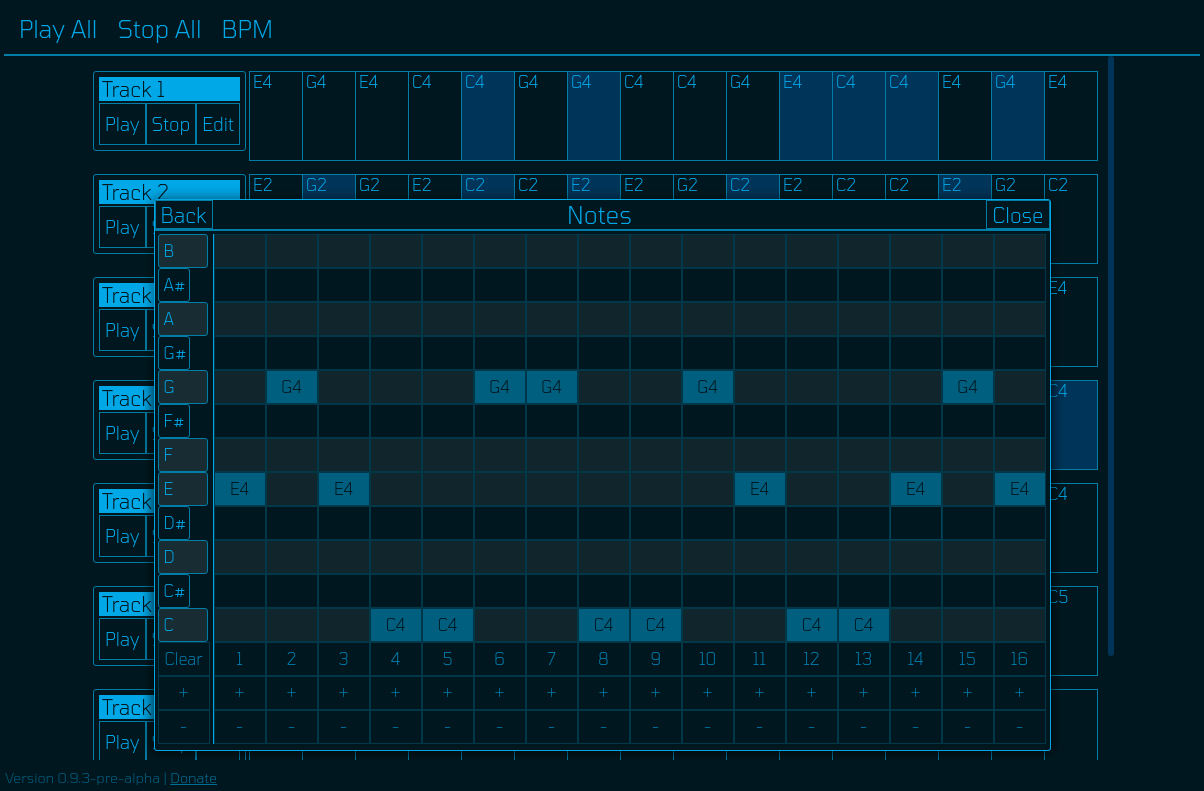 Play All Stop All BPM
Track 1
E4 G4 E4 C4 C4 G4 G4 C4 C4 G4 E4 C4 C4 E4 G4 E4
Play Stop Edit
Track 2
E2 G2 G2 E2 C2 C2 E2 E2 G2 C2 E2 C2 C2 E2 G2 C2
Play
Back Notes Close
B
A#
Track
E4
A
Play
G#
Track
C4
G G4 G4 G4 G4 G4
F#
Play
F
E E4 E4 E4 E4 E4
Track
C4
D#
Play
D
C#
Track
C5
C C4 C4 C4 C4 C4 C4
Play
Clear 1 2 3 4 5 6 7 8 9 10 11 12 13 14 15 16
+ + + + + + + + + + + + + + + + +
Track
- - - - - - - - - - - - - - - - -
Play
Version 0.9.3-pre-alpha | Donate